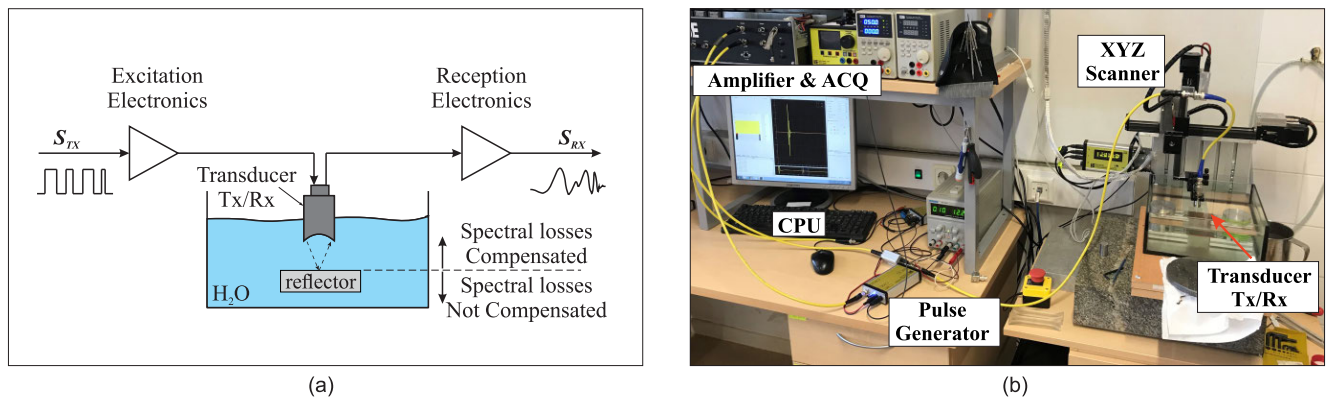 Excitation
Electronics
Reception
Electronics
S_TX
S_RX
Transducer
Tx/Rx
Spectral losses
Compensated
reflector
Spectral losses
Not Compensated
H₂O
(a)
XYZ
Scanner
Amplifier & ACQ
CPU
Transducer
Tx/Rx
Pulse
Generator
(b)